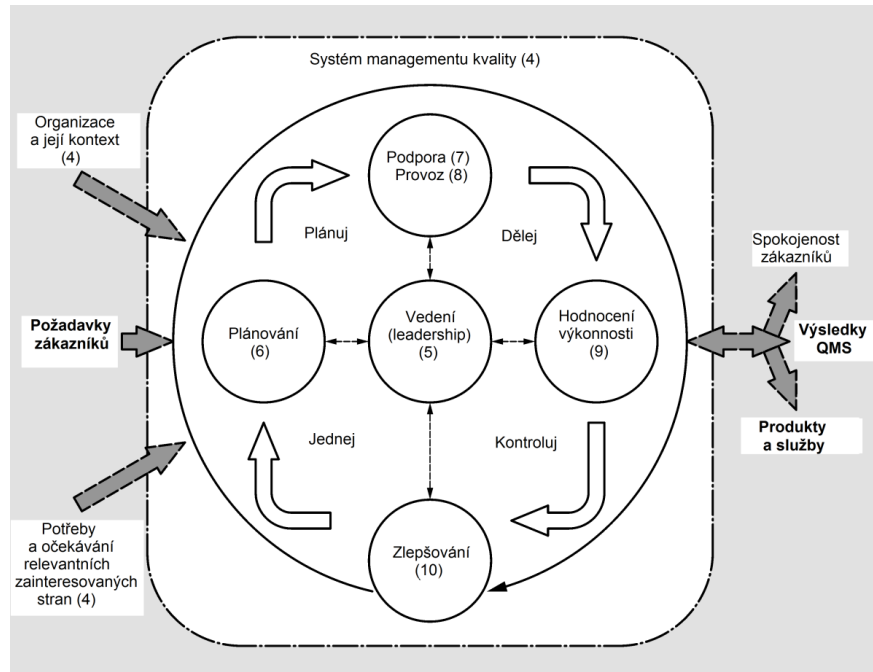 Systém managementu kvality (4)
Organizace
a její kontext
(4)
Podpora (7)
Provoz (8)
Plánuj
Dělej
Spokojenost
zákazníků
Požadavky
zákazníků
Plánování
(6)
Vedení
(leadership)
(5)
Hodnocení
výkonnosti
(9)
Výsledky
QMS
Produkty
a služby
Jednej
Kontroluj
Potřeby
a očekávání
relevantních
zainteresovaných
stran (4)
Zlepšování
(10)